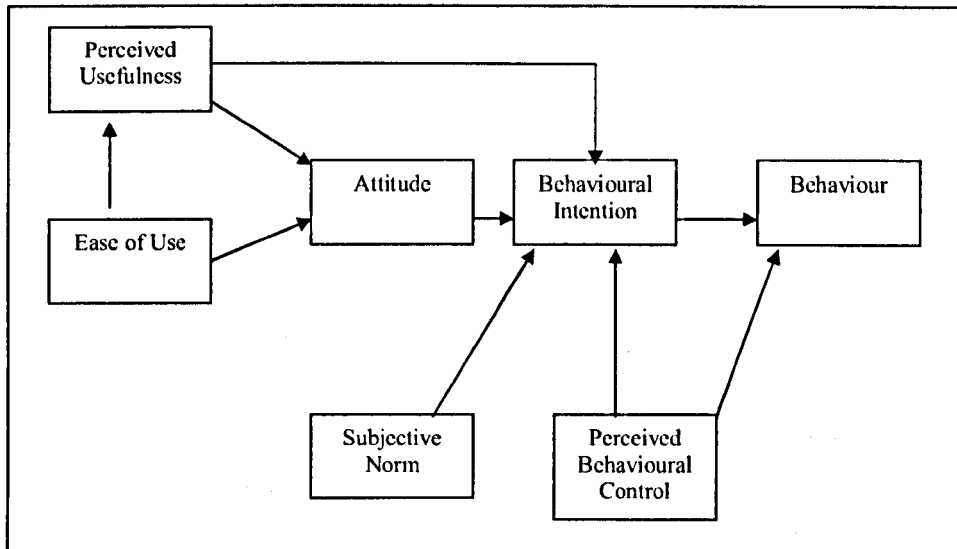 Perceived
Usefulness
Attitude
Behavioural
Intention
Behaviour
Ease of Use
Subjective
Norm
Perceived
Behavioural
Control